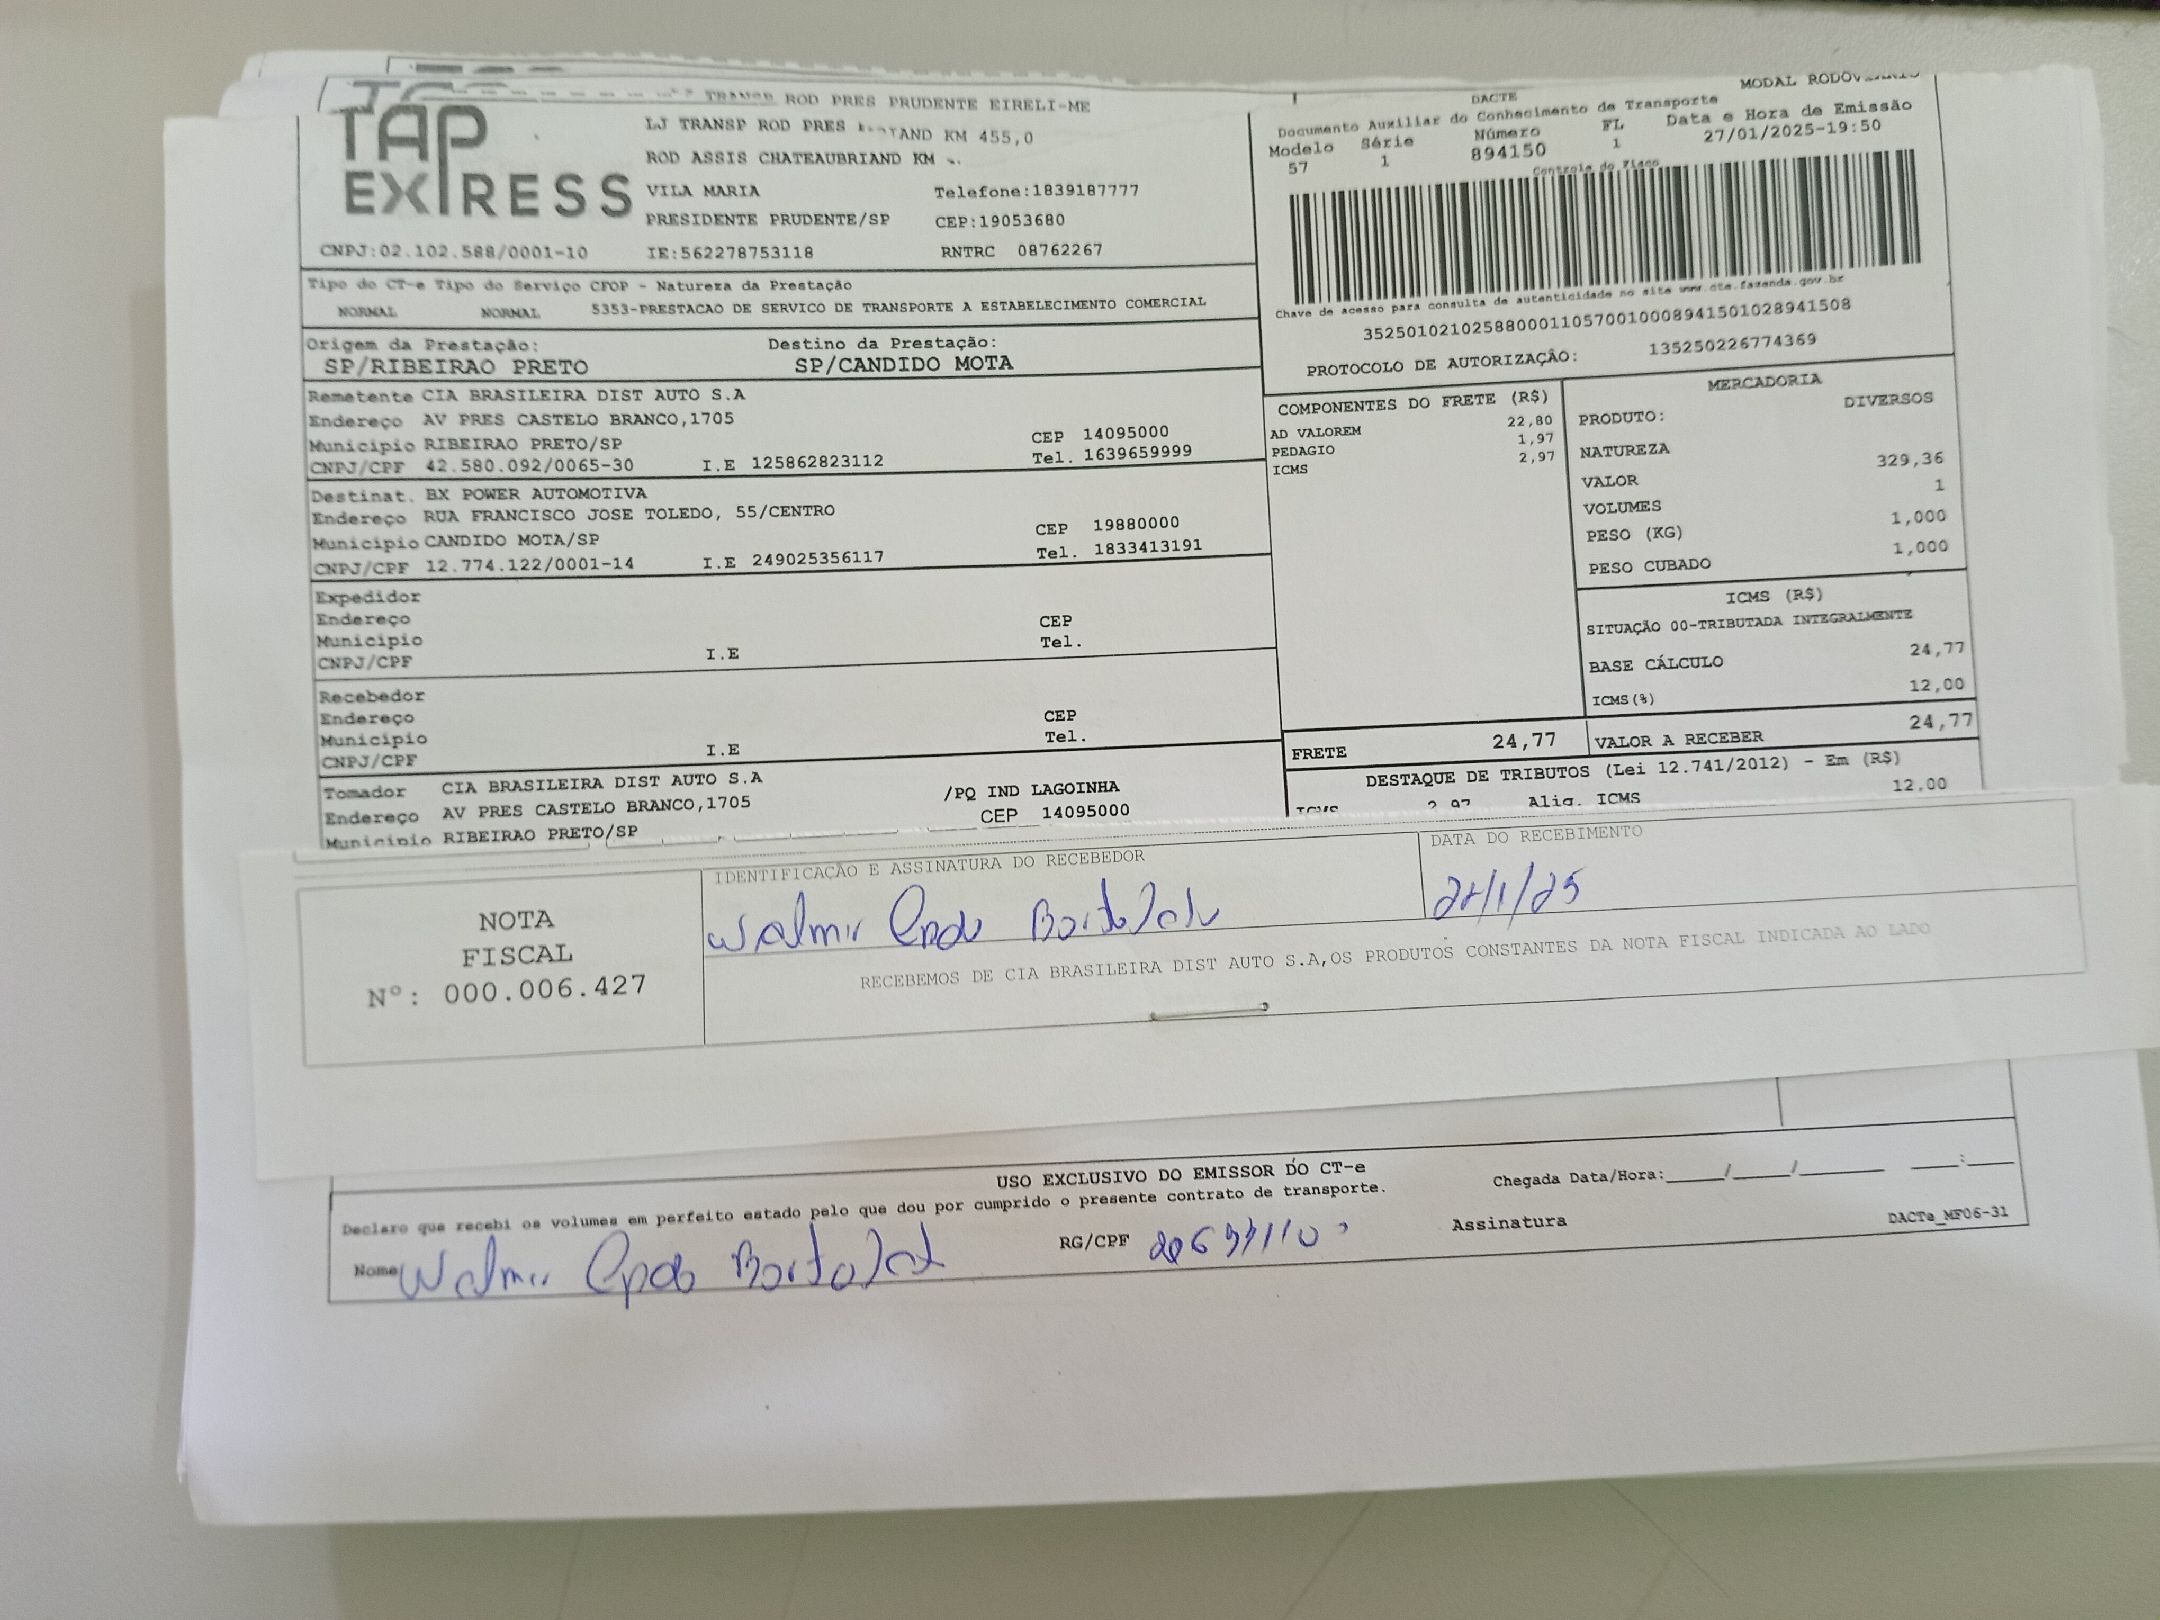 TAP EXPRESS
TRANSP ROD PRES PRUDENTE EIRELI-ME
LJ TRANSP ROD PRES
TAND KM 455,0
ROD ASSIS CHATEAUBRIAND KM
VILA MARIA Telefone:1839187777
PRESIDENTE PRUDENTE/SP CEP:19053680
CNPJ:02.102.588/0001-10 IE:562278753118 RNTRC 08762267
MODAL
DACTE
Documento Auxiliar do Conhecimento de Transporte
Modelo Série Número FL Data e Hora de Emissão
57 1 894150 1 27/01/2025-19:50
Controle do Fisco
Chave de acesso para consulta de autenticidade no site www.cte.fazenda.gov.br
35250102102588000110570010008941501028941508
PROTOCOLO DE AUTORIZAÇÃO: 135250226774369
Tipo do CT-e Tipo do Serviço CFOP - Natureza da Prestação
NORMAL NORMAL 5353-PRESTACAO DE SERVICO DE TRANSPORTE A ESTABELECIMENTO COMERCIAL
Origem da Prestação: Destino da Prestação:
SP/RIBEIRAO PRETO SP/CANDIDO MOTA
Remetente CIA BRASILEIRA DIST AUTO S.A
Endereço AV PRES CASTELO BRANCO,1705
Município RIBEIRAO PRETO/SP CEP 14095000
CNPJ/CPF 42.580.092/0065-30 I.E 125862823112 Tel. 1639659999
Destinat. BX POWER AUTOMOTIVA
Endereço RUA FRANCISCO JOSE TOLEDO, 55/CENTRO
Município CANDIDO MOTA/SP CEP 19880000
CNPJ/CPF 12.774.122/0001-14 I.E 249025356117 Tel. 1833413191
Expedidor
Endereço CEP
Município Tel.
CNPJ/CPF I.E
Recebedor
Endereço CEP
Município Tel.
CNPJ/CPF I.E
Tomador CIA BRASILEIRA DIST AUTO S.A /PQ IND LAGOINHA
Endereço AV PRES CASTELO BRANCO,1705 CEP 14095000
Município RIBEIRAO PRETO/SP
COMPONENTES DO FRETE (R$)
AD VALOREM 22,80
PEDAGIO 1,97
ICMS 2,97
MERCADORIA
PRODUTO: DIVERSOS
NATUREZA
VALOR 329,36
VOLUMES 1
PESO (KG) 1,000
PESO CUBADO 1,000
ICMS (R$)
SITUAÇÃO 00-TRIBUTADA INTEGRALMENTE
BASE CÁLCULO 24,77
ICMS(%) 12,00
FRETE 24,77 VALOR A RECEBER 24,77
DESTAQUE DE TRIBUTOS (Lei 12.741/2012) - Em (R$)
ICMS 2,97 Aliq. ICMS 12,00
NOTA
FISCAL
Nº: 000.006.427
IDENTIFICAÇÃO E ASSINATURA DO RECEBEDOR DATA DO RECEBIMENTO
Walmir
RECEBEMOS DE CIA BRASILEIRA DIST AUTO S.A,OS PRODUTOS CONSTANTES DA NOTA FISCAL INDICADA AO LADO
USO EXCLUSIVO DO EMISSOR DO CT-e
Declaro que recebi os volumes em perfeito estado pelo que dou por cumprido o presente contrato de transporte.
Chegada Data/Hora:_____/_____/________ ____:____
Nome Walmir RG/CPF Assinatura
DACTe_MF06-31